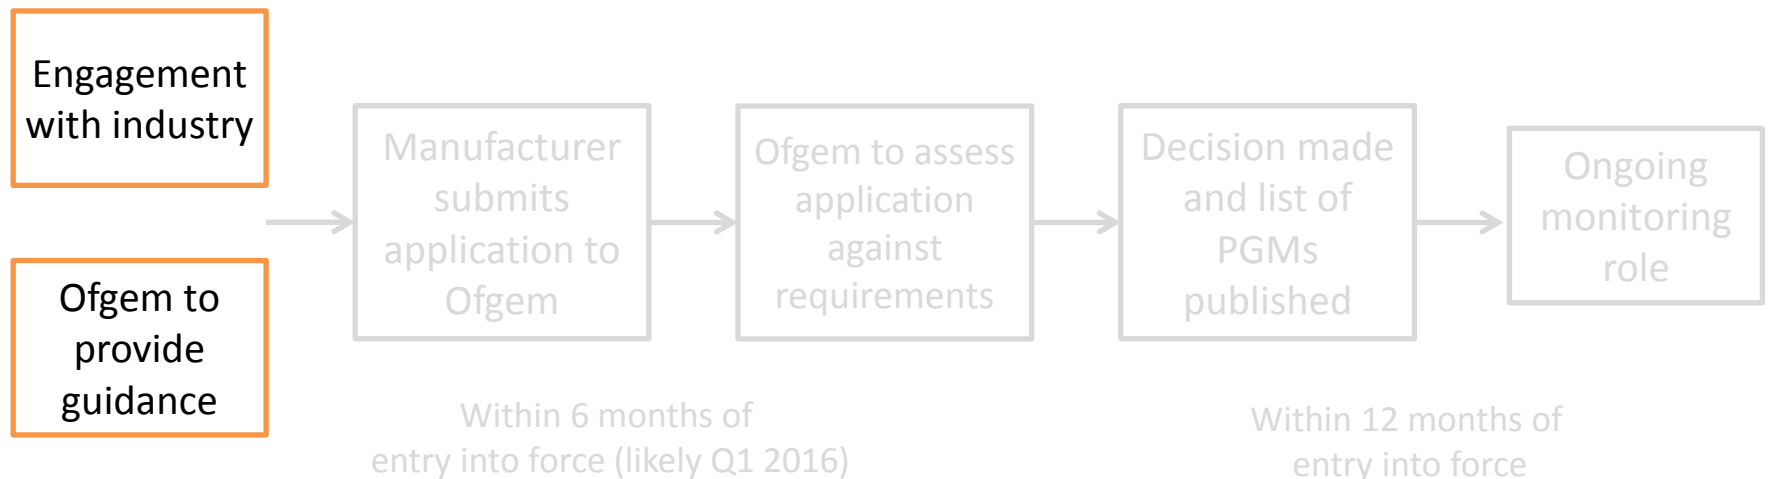 Engagement
with industry
Ofgem to
provide
guidance
Manufacturer
submits
application to
Ofgem
Ofgem to assess
application
against
requirements
Decision made
and list of
PGMs
published
Ongoing
monitoring
role
Within 6 months of
entry into force (likely Q1 2016)
Within 12 months of
entry into force